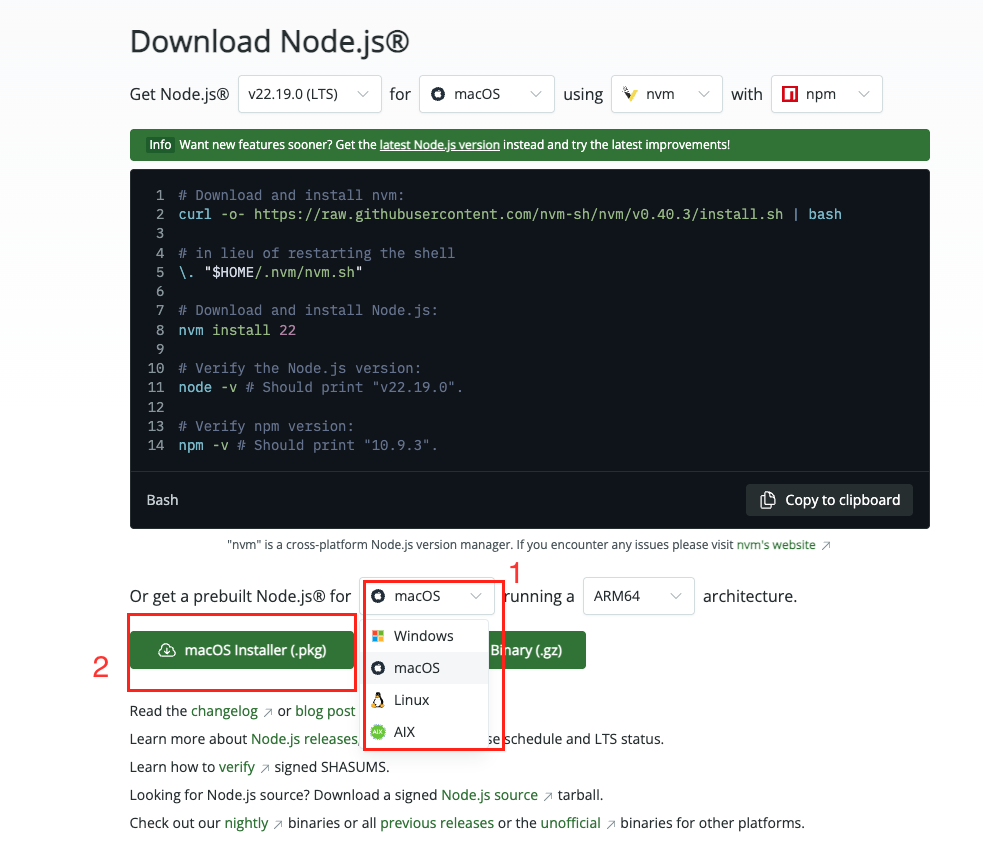 Download Node.js®
Get Node.js® v22.19.0 (LTS) for macOS using nvm with npm
Info Want new features sooner? Get the latest Node.js version instead and try the latest improvements!
1 # Download and install nvm:
2 curl -o- https://raw.githubusercontent.com/nvm-sh/nvm/v0.40.3/install.sh | bash
3
4 # in lieu of restarting the shell
5 \. "$HOME/.nvm/nvm.sh"
6
7 # Download and install Node.js:
8 nvm install 22
9
10 # Verify the Node.js version:
11 node -v # Should print "v22.19.0".
12
13 # Verify npm version:
14 npm -v # Should print "10.9.3".
Bash Copy to clipboard
"nvm" is a cross-platform Node.js version manager. If you encounter any issues please visit nvm's website
1
Or get a prebuilt Node.js® for macOS running a ARM64 architecture.
Windows
2 macOS Installer (.pkg) Binary (.gz)
macOS
Linux
Read the changelog or blog post
AIX
Learn more about Node.js releases, se schedule and LTS status.
Learn how to verify signed SHASUMS.
Looking for Node.js source? Download a signed Node.js source tarball.
Check out our nightly binaries or all previous releases or the unofficial binaries for other platforms.